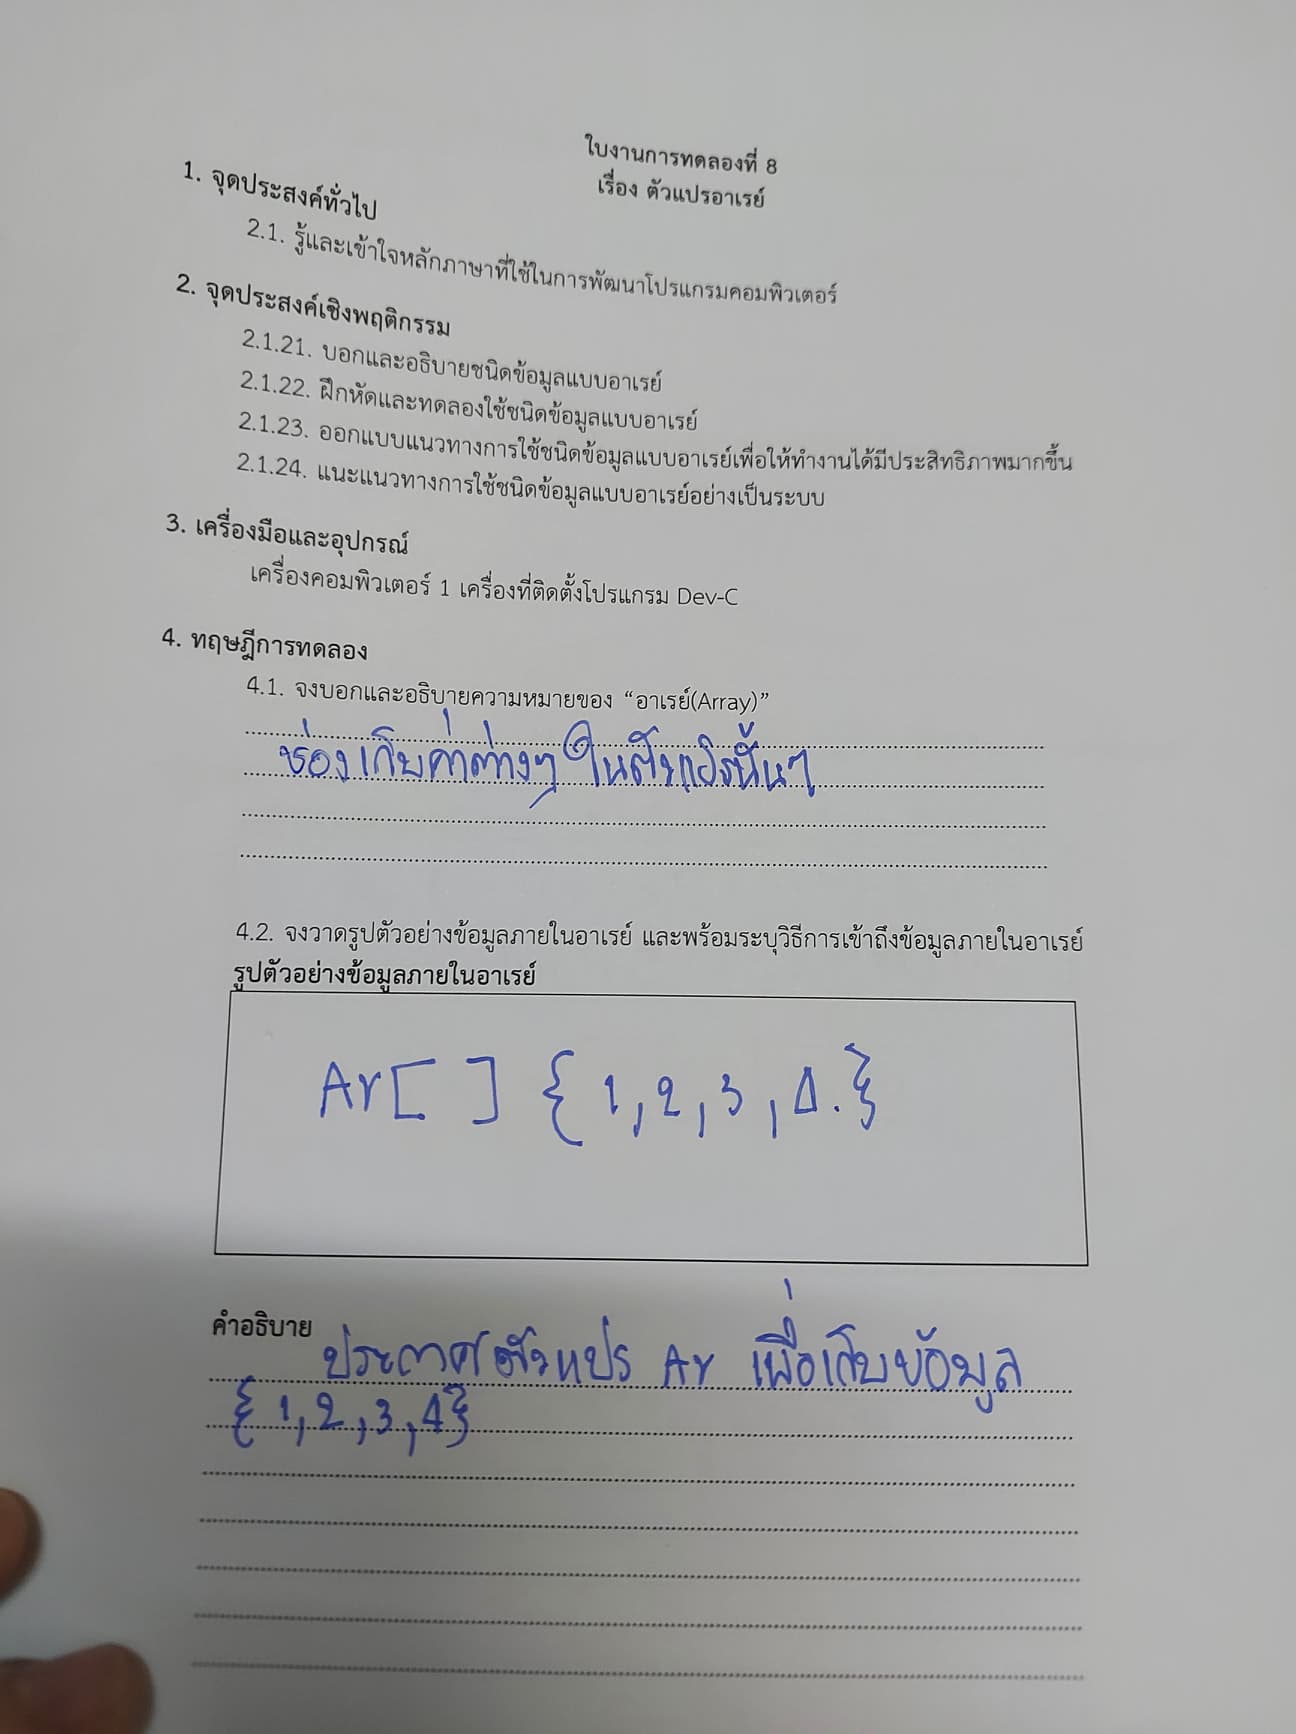 ใบงานการทดลองที่ 8
เรื่อง ตัวแปรอาเรย์
1. จุดประสงค์ทั่วไป
2.1. รู้และเข้าใจหลักภาษาที่ใช้ในการพัฒนาโปรแกรมคอมพิวเตอร์
2. จุดประสงค์เชิงพฤติกรรม
2.1.21. บอกและอธิบายชนิดข้อมูลแบบอาเรย์
2.1.22. ฝึกหัดและทดลองใช้ชนิดข้อมูลแบบอาเรย์
2.1.23. ออกแบบแนวทางการใช้ชนิดข้อมูลแบบอาเรย์เพื่อให้ทำงานได้มีประสิทธิภาพมากขึ้น
2.1.24. แนะแนวทางการใช้ชนิดข้อมูลแบบอาเรย์อย่างเป็นระบบ
3. เครื่องมือและอุปกรณ์
เครื่องคอมพิวเตอร์ 1 เครื่องที่ติดตั้งโปรแกรม Dev-C
4. ทฤษฎีการทดลอง
4.1. จงบอกและอธิบายความหมายของ “อาเรย์(Array)”
ช่องเก็บค่าต่างๆ ในตัวแปรนั้นๆ
4.2. จงวาดรูปตัวอย่างข้อมูลภายในอาเรย์ และพร้อมระบุวิธีการเข้าถึงข้อมูลภายในอาเรย์
รูปตัวอย่างข้อมูลภายในอาเรย์
Ar[ ] {1,2,3,4.}
คำอธิบาย ประกาศตัวแปร Ar เพื่อเก็บข้อมูล
{1,2,3,4}